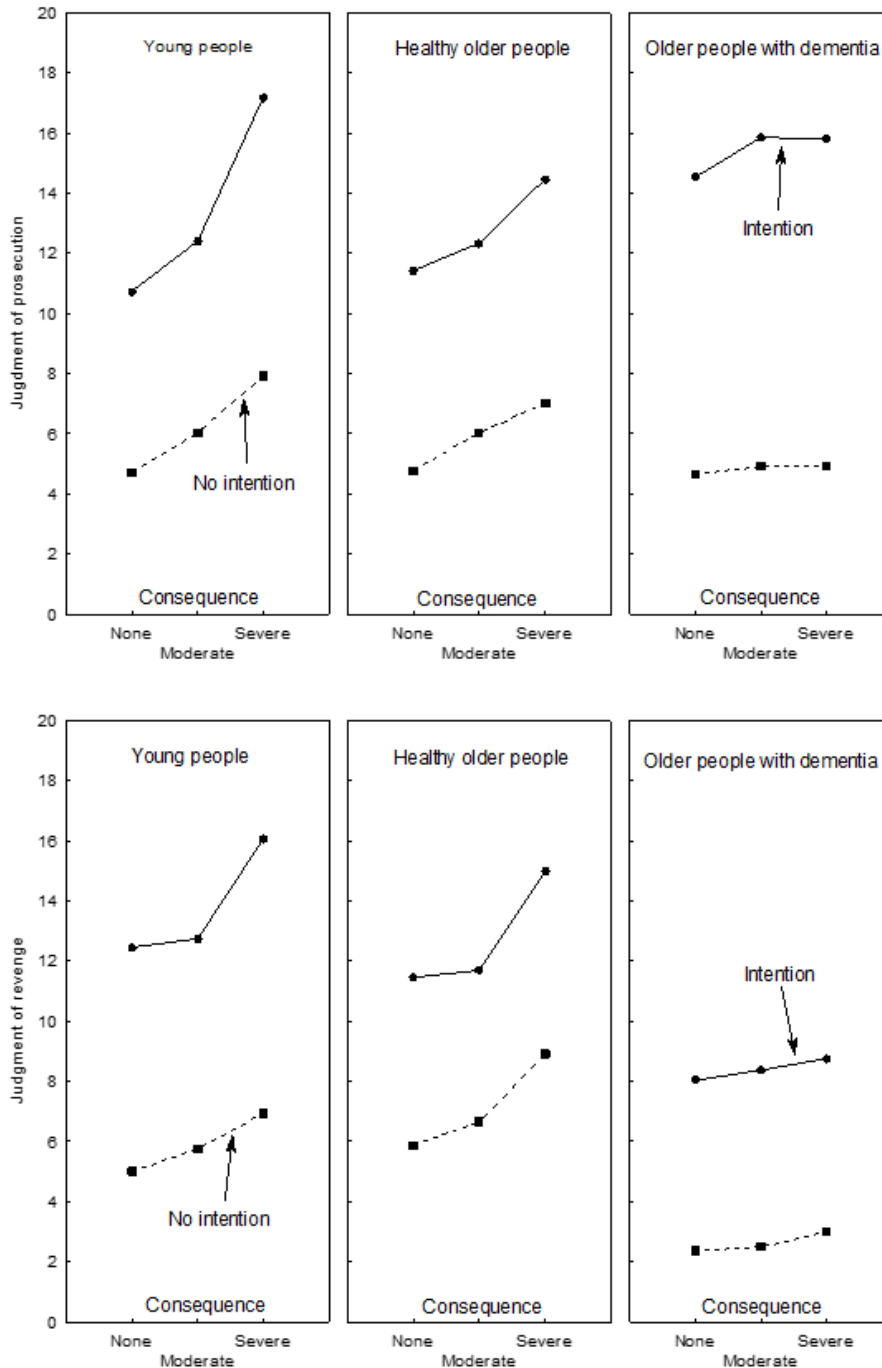 20
18
16
14
12
10
8
6
4
2
0
Jugdment of prosecution
Young people
No intention
Consequence
None
Moderate
Severe
Healthy older people
Consequence
None
Moderate
Severe
Older people with dementia
Intention
Consequence
None
Moderate
Severe
20
18
16
14
12
10
8
6
4
2
0
Judgment of revenge
Young people
No intention
Consequence
None
Moderate
Severe
Healthy older people
Consequence
None
Moderate
Severe
Older people with dementia
Intention
Consequence
None
Moderate
Severe